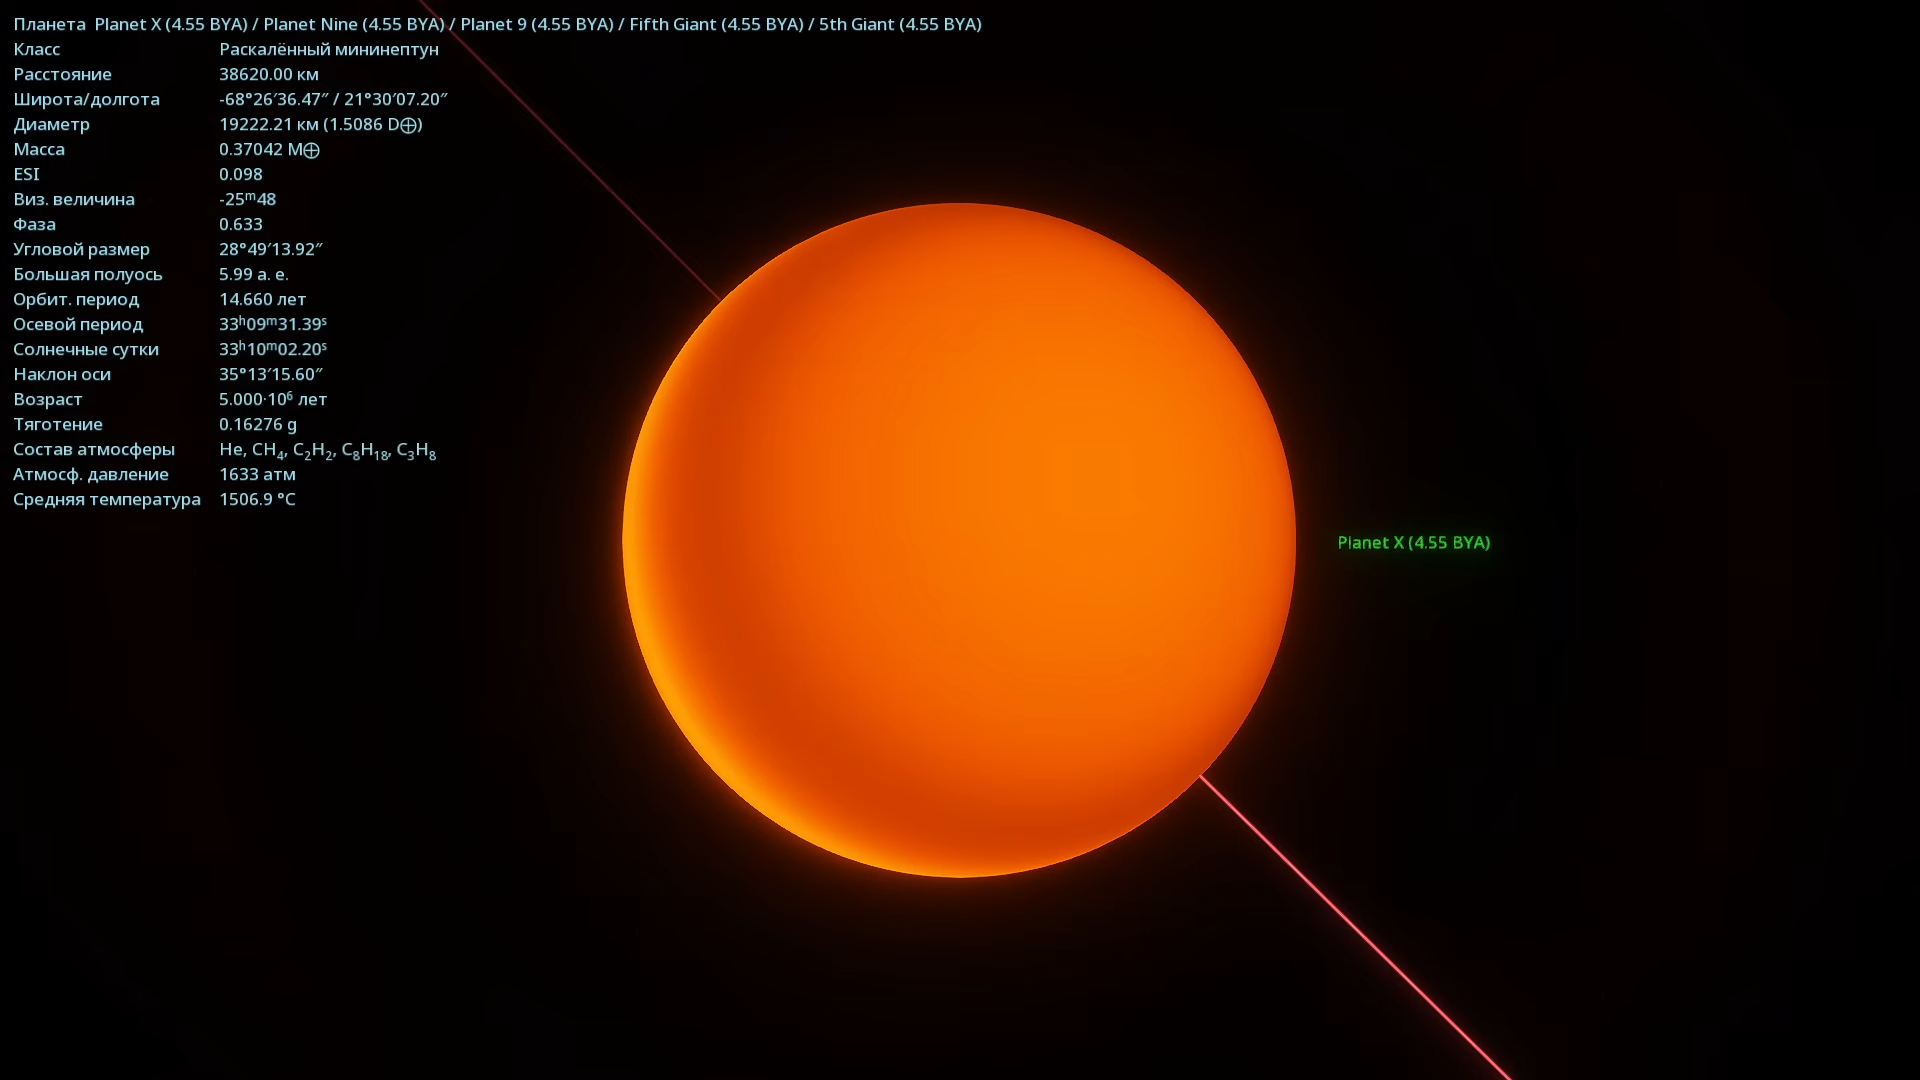 Планета Planet X (4.55 BYA) / Planet Nine (4.55 BYA) / Planet 9 (4.55 BYA) / Fifth Giant (4.55 BYA) / 5th Giant (4.55 BYA)
Класс Раскалённый мининептун
Расстояние 38620.00 км
Широта/долгота -68°26′36.47″ / 21°30′07.20″
Диаметр 19222.21 км (1.5086 D⊕)
Масса 0.37042 M⊕
ESI 0.098
Виз. величина -25ᵐ48
Фаза 0.633
Угловой размер 28°49′13.92″
Большая полуось 5.99 а. е.
Орбит. период 14.660 лет
Осевой период 33ʰ09ᵐ31.39ˢ
Солнечные сутки 33ʰ10ᵐ02.20ˢ
Наклон оси 35°13′15.60″
Возраст 5.000·10⁶ лет
Тяготение 0.16276 g
Состав атмосферы He, CH₄, C₂H₂, C₈H₁₈, C₃H₈
Атмосф. давление 1633 атм
Средняя температура 1506.9 °C
Planet X (4.55 BYA)